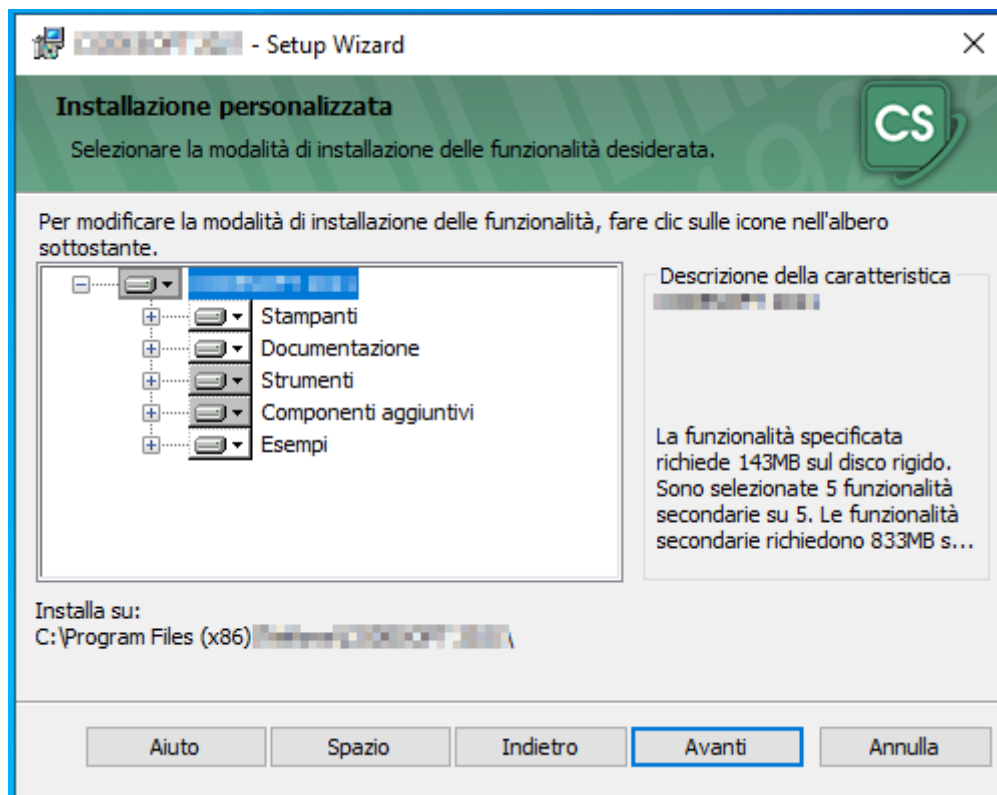 - Setup Wizard
Installazione personalizzata
Selezionare la modalità di installazione delle funzionalità desiderata.
CS
Per modificare la modalità di installazione delle funzionalità, fare clic sulle icone nell'albero
sottostante.
Stampanti
Documentazione
Strumenti
Componenti aggiuntivi
Esempi
Descrizione della caratteristica
La funzionalità specificata
richiede 143MB sul disco rigido.
Sono selezionate 5 funzionalità
secondarie su 5. Le funzionalità
secondarie richiedono 833MB s...
Installa su:
C:\Program Files (x86)\
Aiuto
Spazio
Indietro
Avanti
Annulla